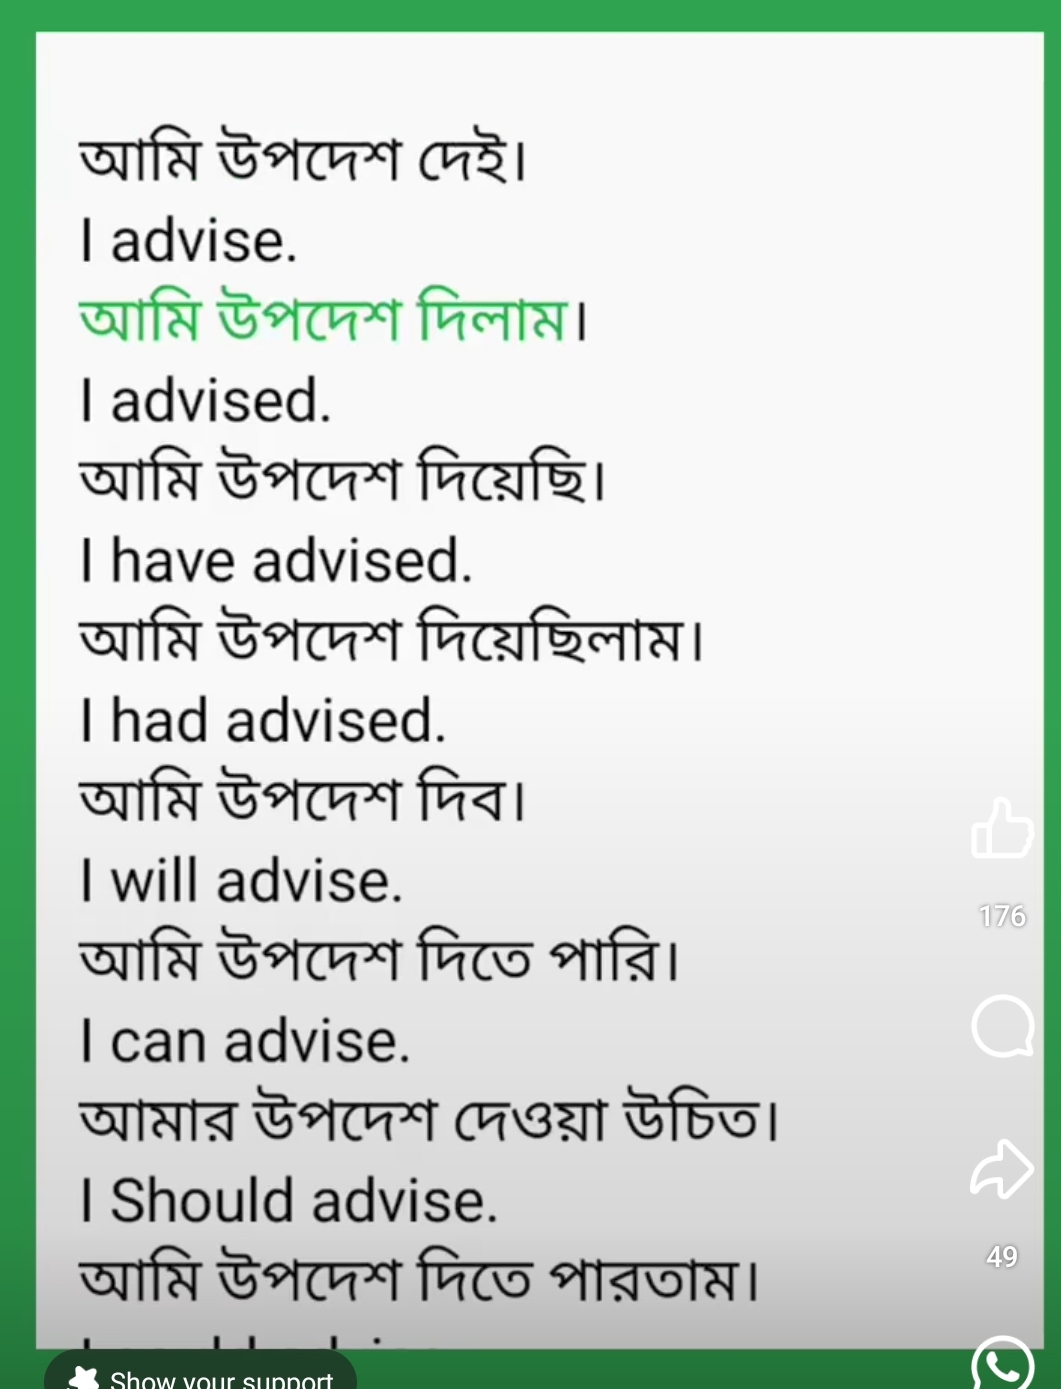 আমি উপদেশ দেই।
I advise.
আমি উপদেশ দিলাম।
I advised.
আমি উপদেশ দিয়েছি।
I have advised.
আমি উপদেশ দিয়েছিলাম।
I had advised.
আমি উপদেশ দিব।
I will advise.
আমি উপদেশ দিতে পারি।
I can advise.
আমার উপদেশ দেওয়া উচিত।
I Should advise.
আমি উপদেশ দিতে পারতাম।
176
49
Show your support